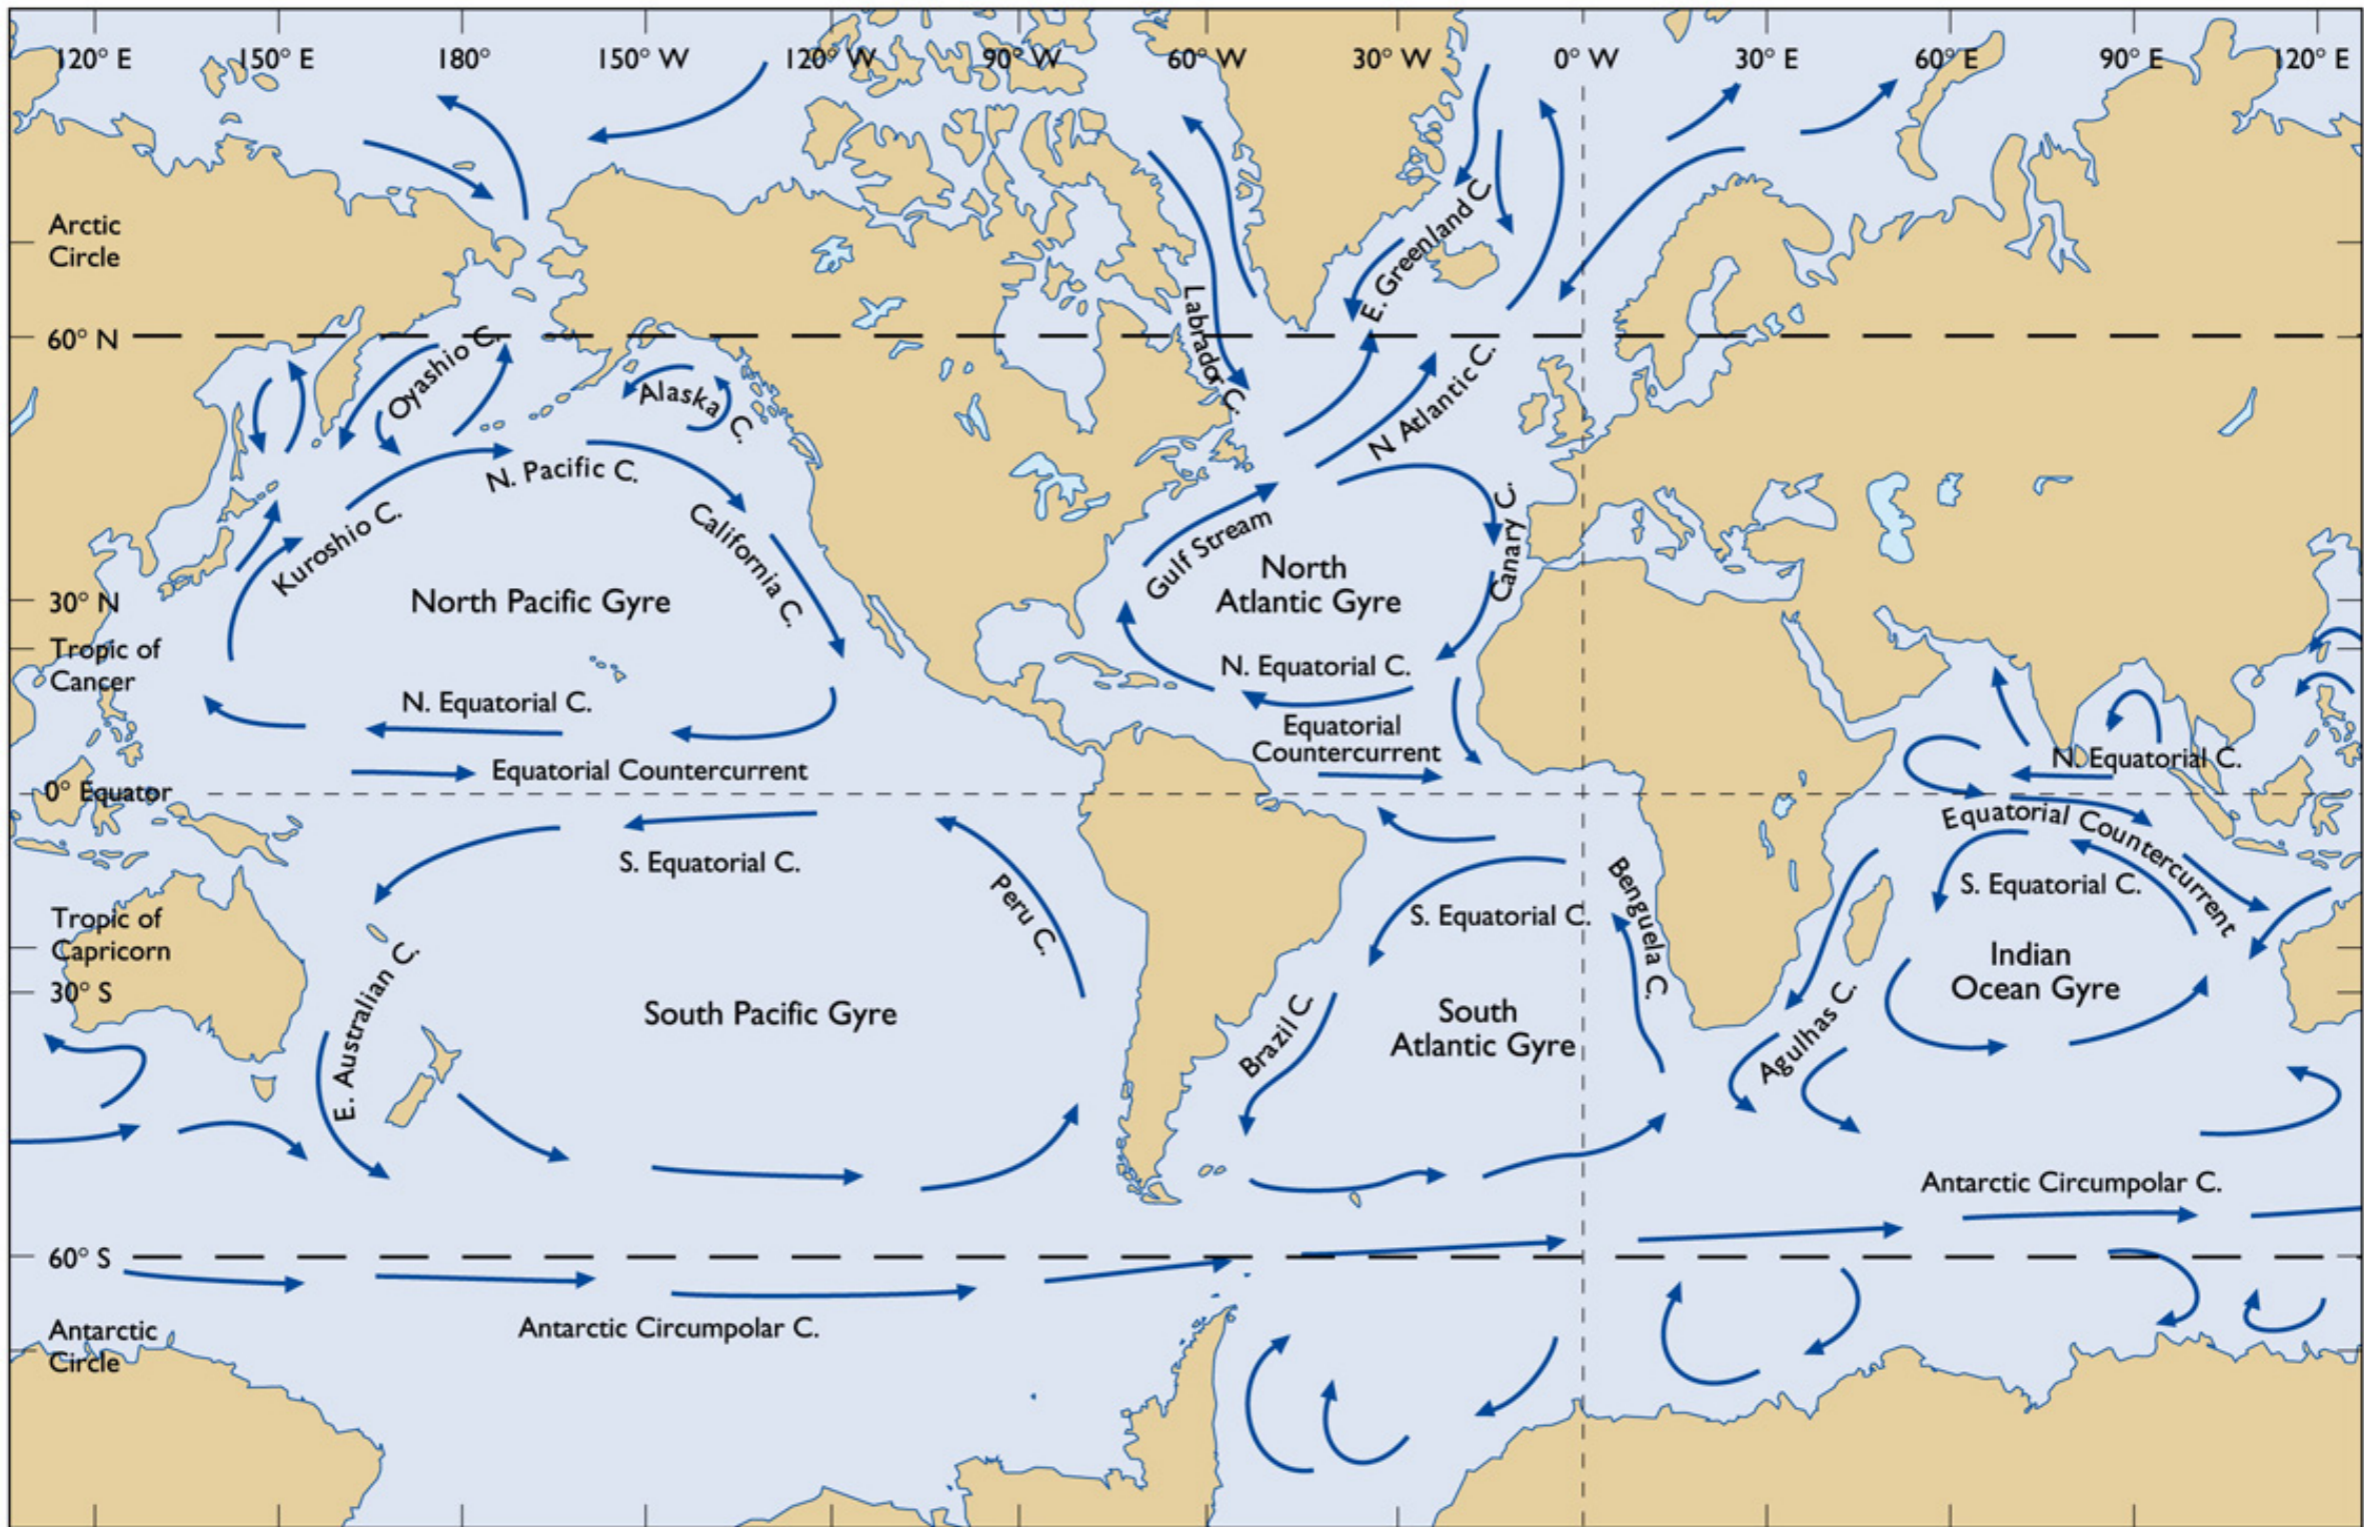 120° E
150° E
180°
150° W
120° W
90° W
60° W
30° W
0° W
30° E
60° E
90° E
120° E
Arctic
Circle
E. Greenland C.
Labrador C.
60° N
Oyashio C.
Alaska C.
N. Pacific C.
N Atlantic C.
Kuroshio C.
California C.
Gulf Stream
Canary C.
North Pacific Gyre
North
Atlantic Gyre
30° N
Tropic of
Cancer
N. Equatorial C.
N. Equatorial C.
Equatorial
Countercurrent
N. Equatorial C.
Equatorial Countercurrent
0° Equator
Equatorial Countercurrent
S. Equatorial C.
Peru C.
S. Equatorial C.
Benguela C.
S. Equatorial C.
Tropic of
Capricorn
30° S
E. Australian C.
South Pacific Gyre
Brazil C.
South
Atlantic Gyre
Agulhas C.
Indian
Ocean Gyre
Antarctic Circumpolar C.
60° S
Antarctic Circumpolar C.
Antarctic
Circle